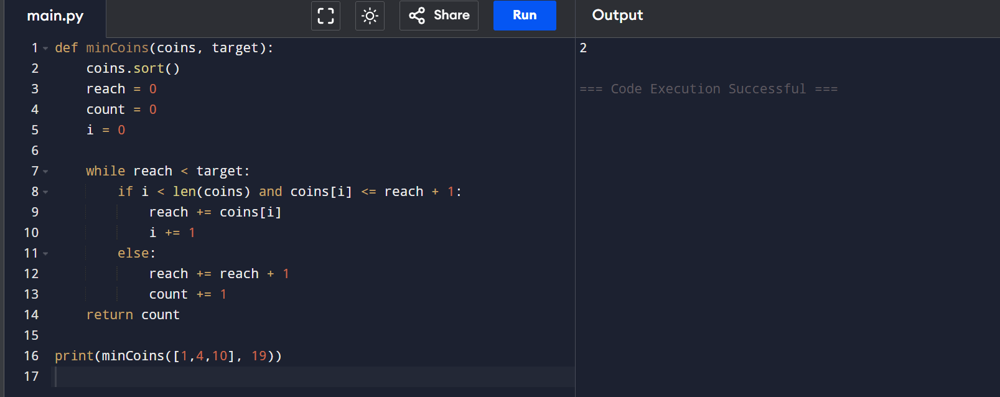 main.py
Share
Run
Output
1 def minCoins(coins, target):
2     coins.sort()
3     reach = 0
4     count = 0
5     i = 0
6
7     while reach < target:
8         if i < len(coins) and coins[i] <= reach + 1:
9             reach += coins[i]
10             i += 1
11         else:
12             reach += reach + 1
13             count += 1
14     return count
15
16 print(minCoins([1,4,10], 19))
17
2
=== Code Execution Successful ===